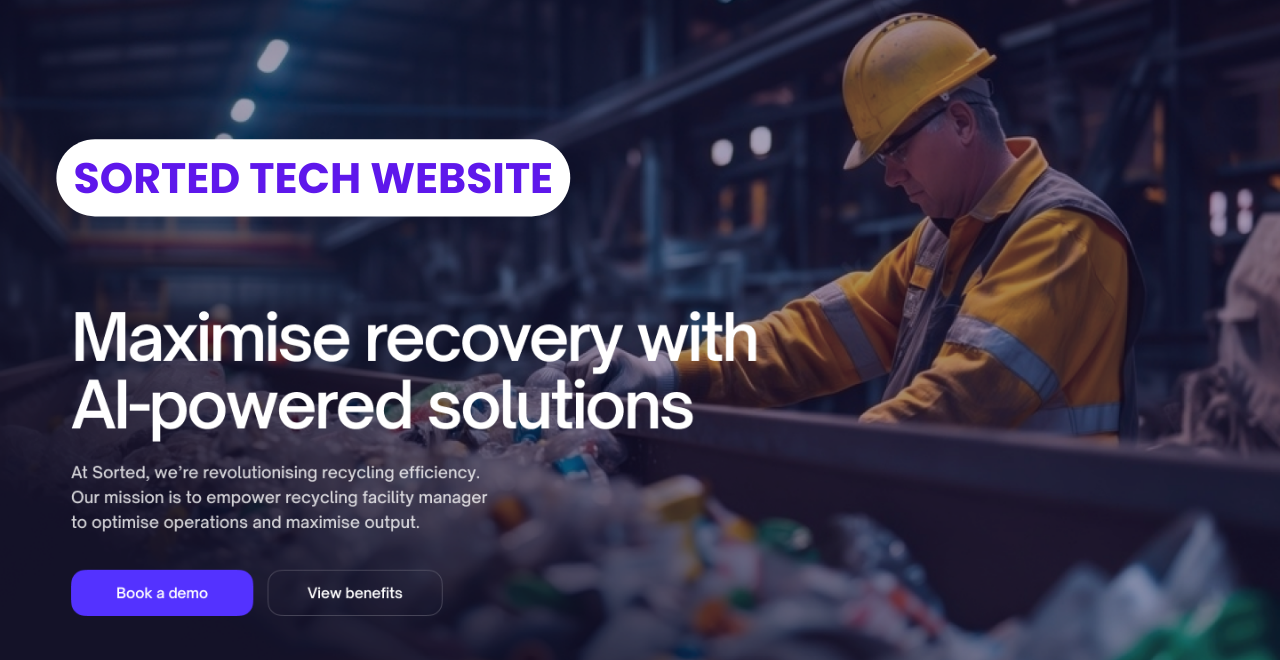 SORTED TECH WEBSITE
Maximise recovery with
AI-powered solutions
At Sorted, we’re revolutionising recycling efficiency.
Our mission is to empower recycling facility manager
to optimise operations and maximise output.
Book a demo
View benefits